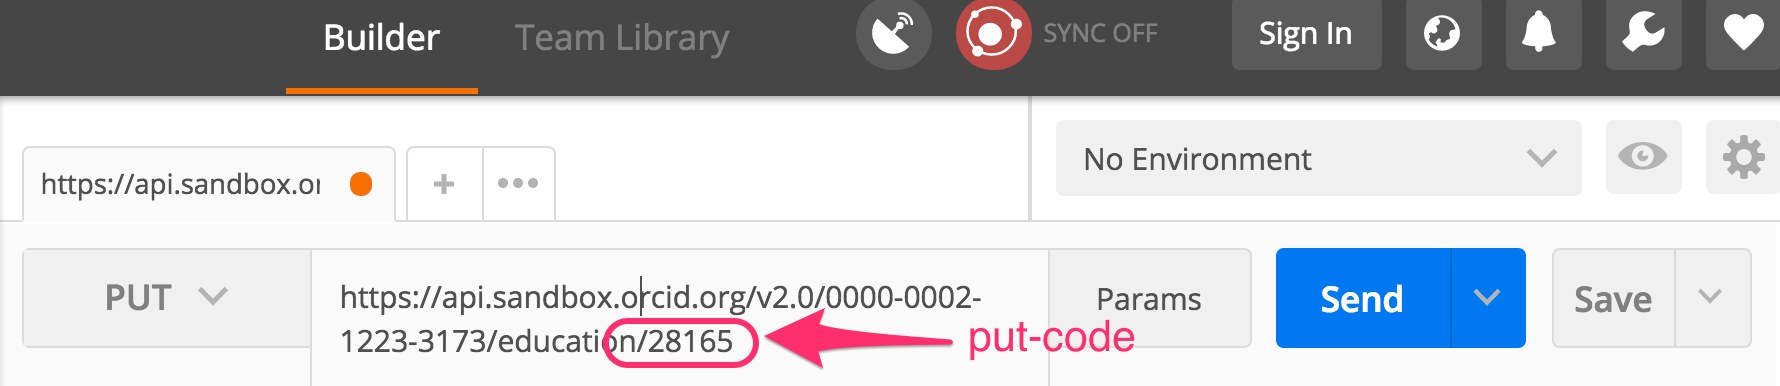 Builder
Team Library
SYNC OFF
Sign In
https://api.sandbox.or
No Environment
PUT
https://api.sandbox.orcid.org/v2.0/0000-0002-
1223-3173/education/28165
Params
Send
Save
put-code